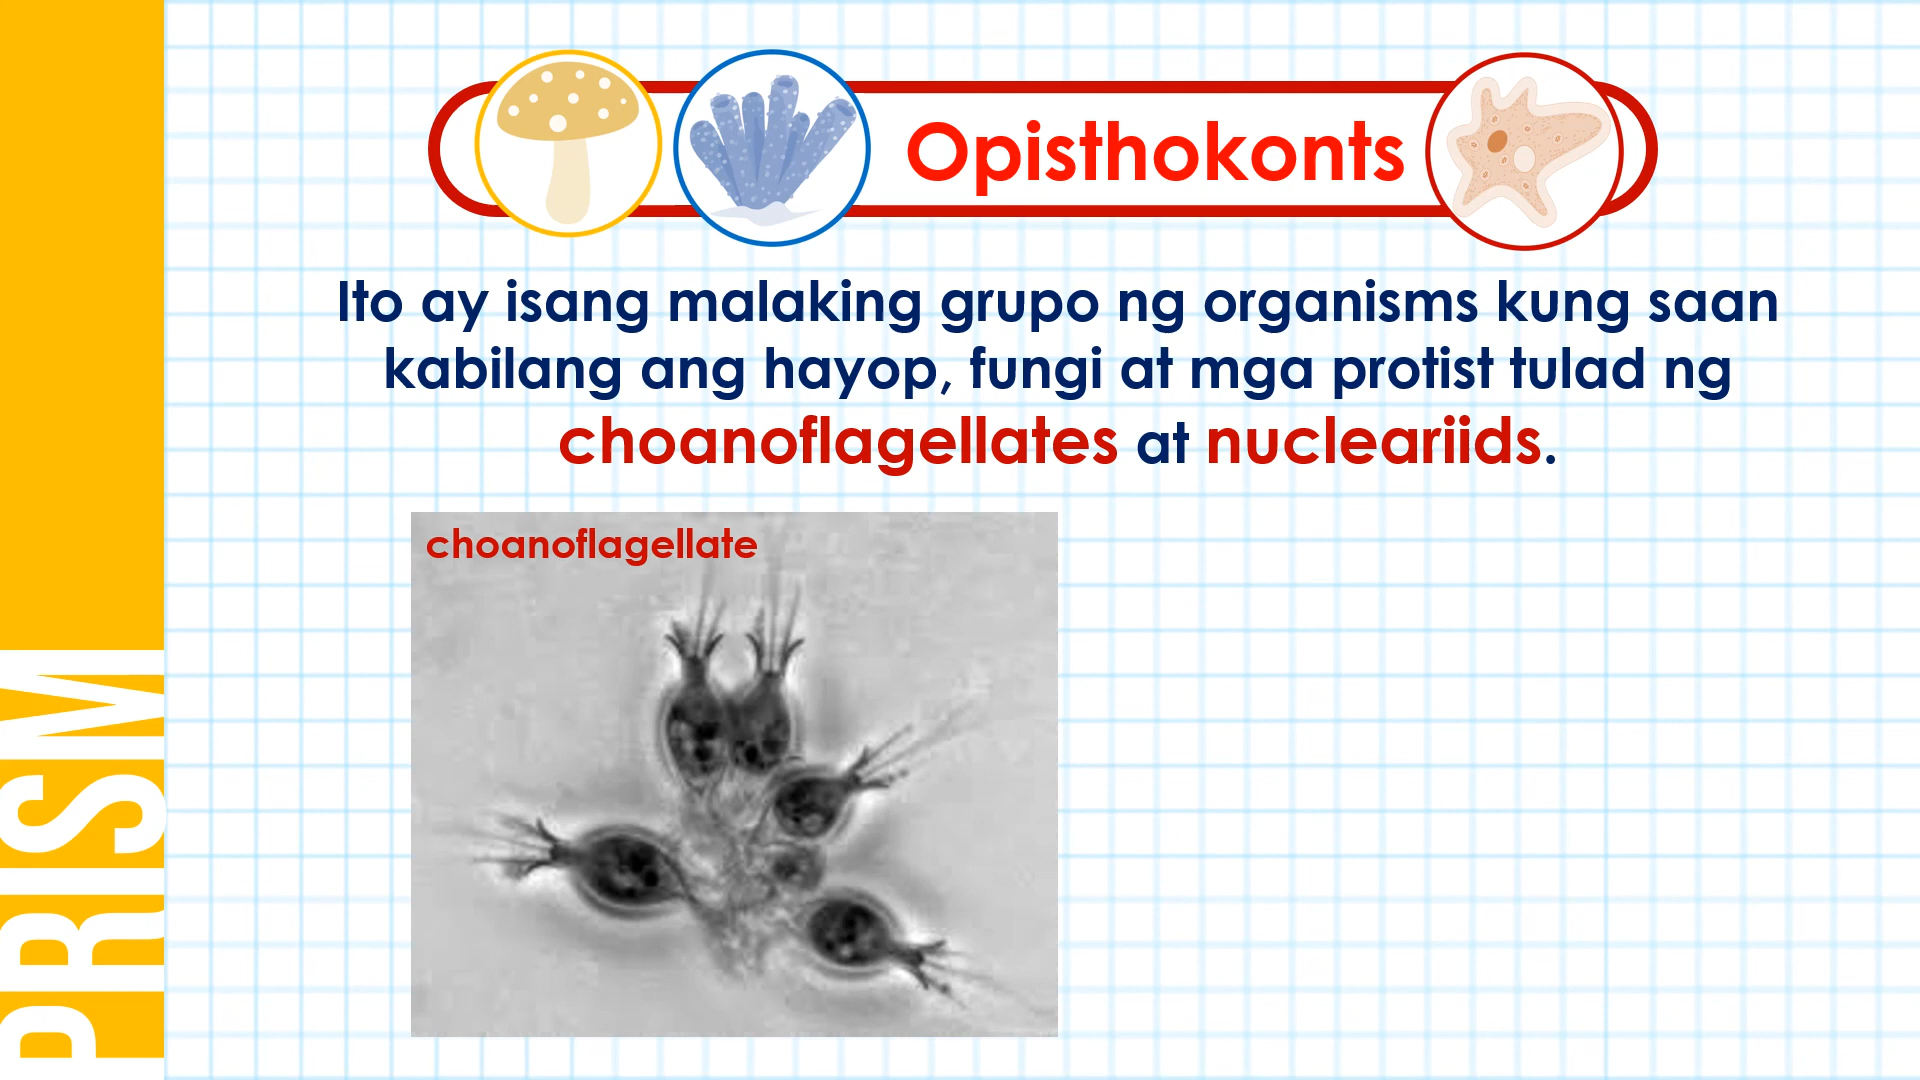 Opisthokonts
Ito ay isang malaking grupo ng organisms kung saan
kabilang ang hayop, fungi at mga protist tulad ng
choanoflagellates at nucleariids.
choanoflagellate
PRISM